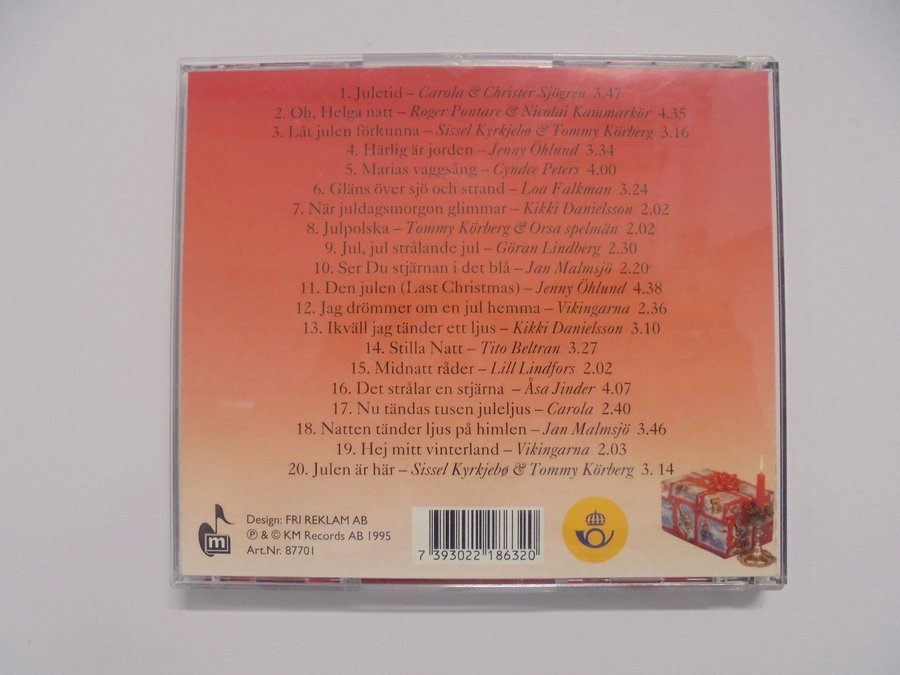 1. Juletid – Carola & Christer Sjögren 3.47
2. Oh, Helga natt – Roger Pontare & Nicolai Kammarkör 4.35
3. Låt julen förkunna – Sissel Kyrkjebø & Tommy Körberg 3.16
4. Härlig är jorden – Jenny Öhlund 3.34
5. Marias vaggsång – Cyndee Peters 4.00
6. Gläns över sjö och strand – Loa Falkman 3.24
7. När juldagsmorgon glimmar – Kikki Danielsson 2.02
8. Julpolska – Tommy Körberg & Orsa spelmän 2.02
9. Jul, jul strålande jul – Göran Lindberg 2.30
10. Ser Du stjärnan i det blå – Jan Malmsjö 2.20
11. Den julen (Last Christmas) – Jenny Öhlund 4.38
12. Jag drömmer om en jul hemma – Vikingarna 2.36
13. Ikväll jag tänder ett ljus – Kikki Danielsson 3.10
14. Stilla Natt – Tito Beltran 3.27
15. Midnatt råder – Lill Lindfors 2.02
16. Det strålar en stjärna – Åsa Jinder 4.07
17. Nu tändas tusen juleljus – Carola 2.40
18. Natten tänder ljus på himlen – Jan Malmsjö 3.46
19. Hej mitt vinterland – Vikingarna 2.03
20. Julen är här – Sissel Kyrkjebø & Tommy Körberg 3. 14
m
Design: FRI REKLAM AB
℗ & © KM Records AB 1995
Art.Nr. 87701
7 393022 186320